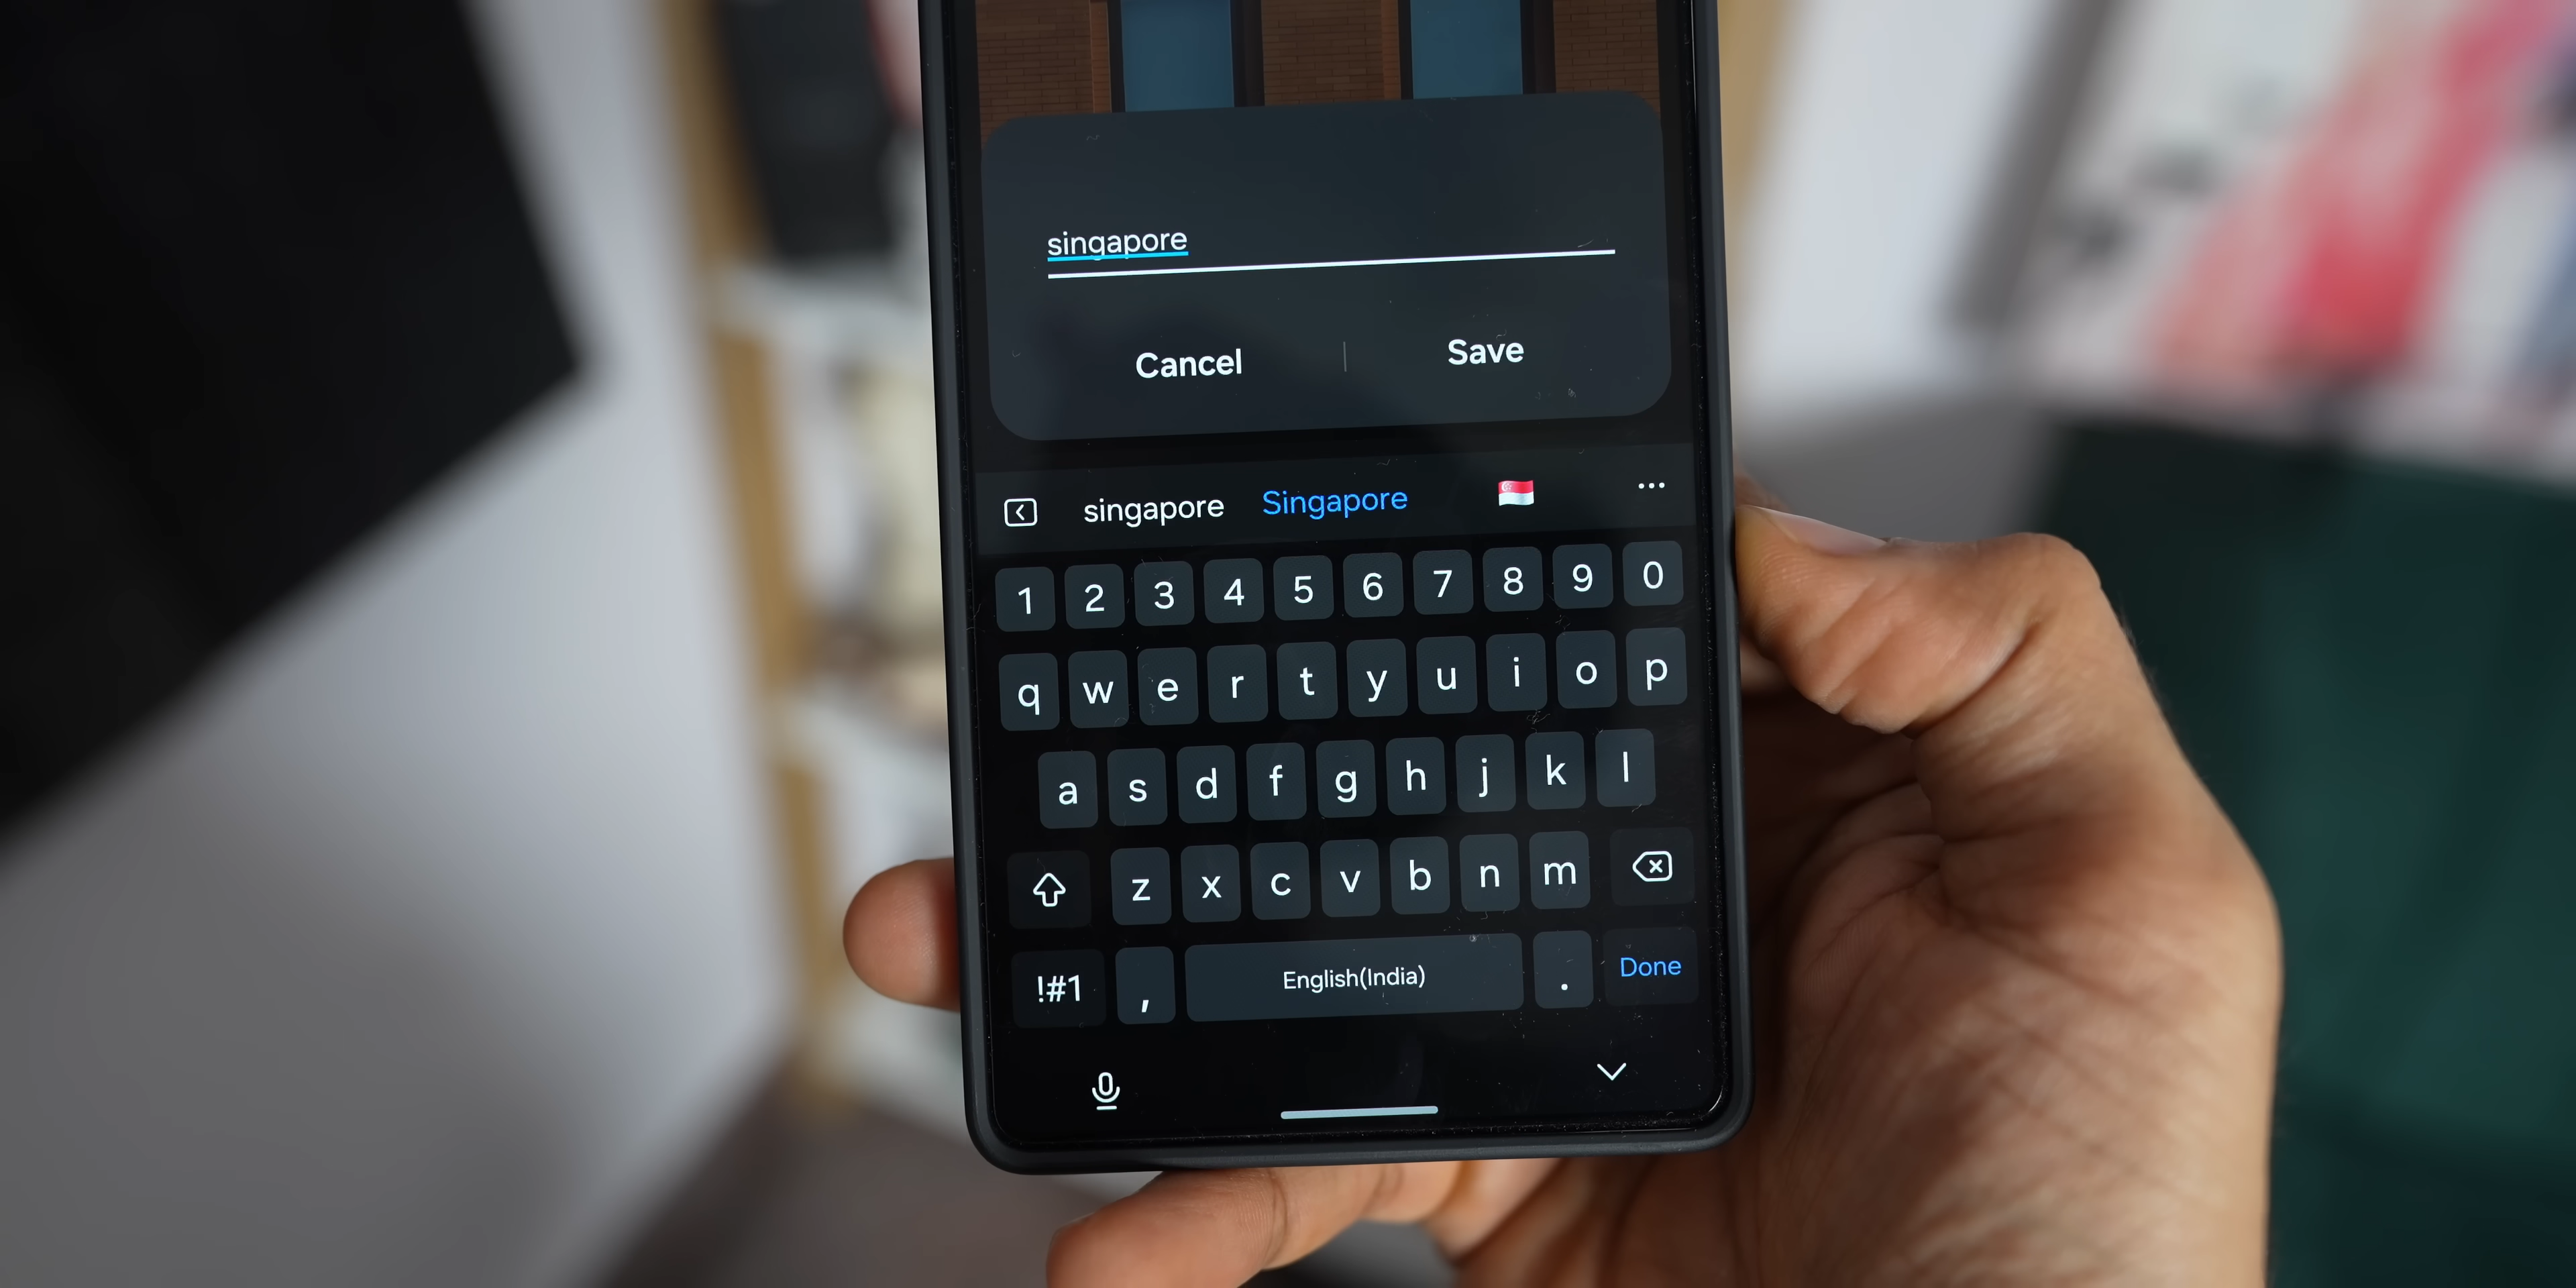 singapore
Cancel | Save
singapore Singapore 🇸🇬 ...
1 2 3 4 5 6 7 8 9 0
q w e r t y u i o p
a s d f g h j k l
z x c v b n m
!#1 , English(India) . Done